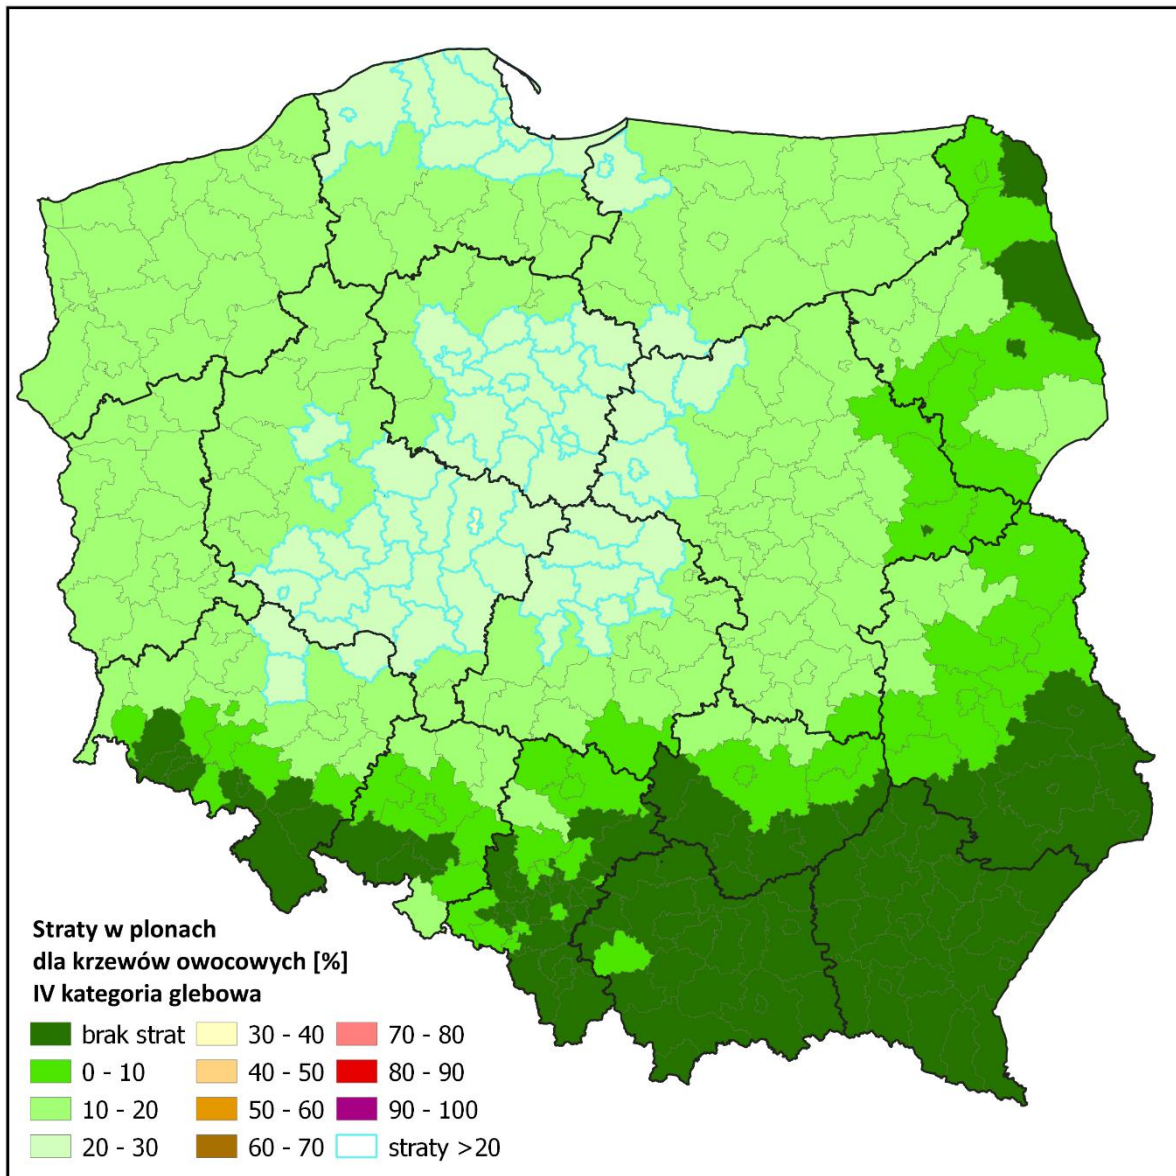 Straty w plonach
dla krzewów owocowych [%]
IV kategoria glebowa
brak strat
0 - 10
10 - 20
20 - 30
30 - 40
40 - 50
50 - 60
60 - 70
70 - 80
80 - 90
90 - 100
straty >20